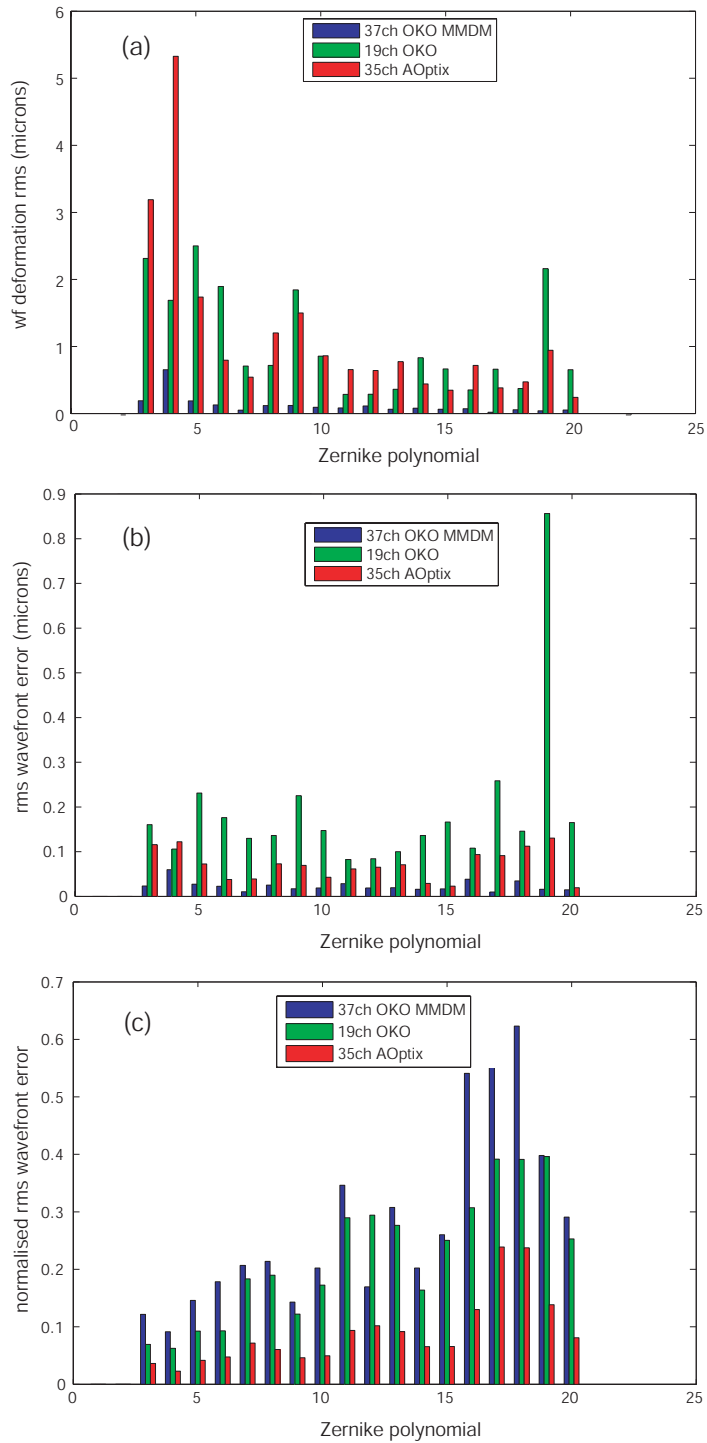 6
5
4
3
2
1
0
wf deformation rms (microns)
(a)
37ch OKO MMDM
19ch OKO
35ch AOptix
0
5
10
15
20
25
Zernike polynomial
0.9
0.8
0.7
0.6
0.5
0.4
0.3
0.2
0.1
0
rms wavefront error (microns)
(b)
37ch OKO MMDM
19ch OKO
35ch AOptix
0
5
10
15
20
25
Zernike polynomial
0.7
0.6
0.5
0.4
0.3
0.2
0.1
0
normalised rms wavefront error
(c)
37ch OKO MMDM
19ch OKO
35ch AOptix
0
5
10
15
20
25
Zernike polynomial